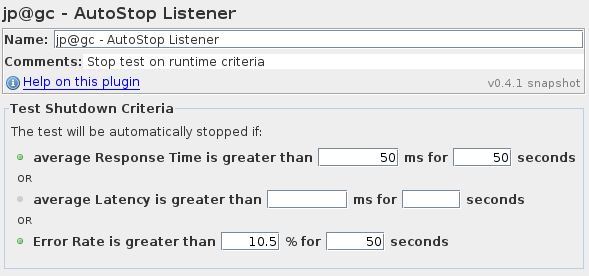 jp@gc - AutoStop Listener
Name: jp@gc - AutoStop Listener
Comments: Stop test on runtime criteria
Help on this plugin v0.4.1 snapshot
Test Shutdown Criteria
The test will be automatically stopped if:
average Response Time is greater than 50 ms for 50 seconds
OR
average Latency is greater than ms for seconds
OR
Error Rate is greater than 10.5 % for 50 seconds